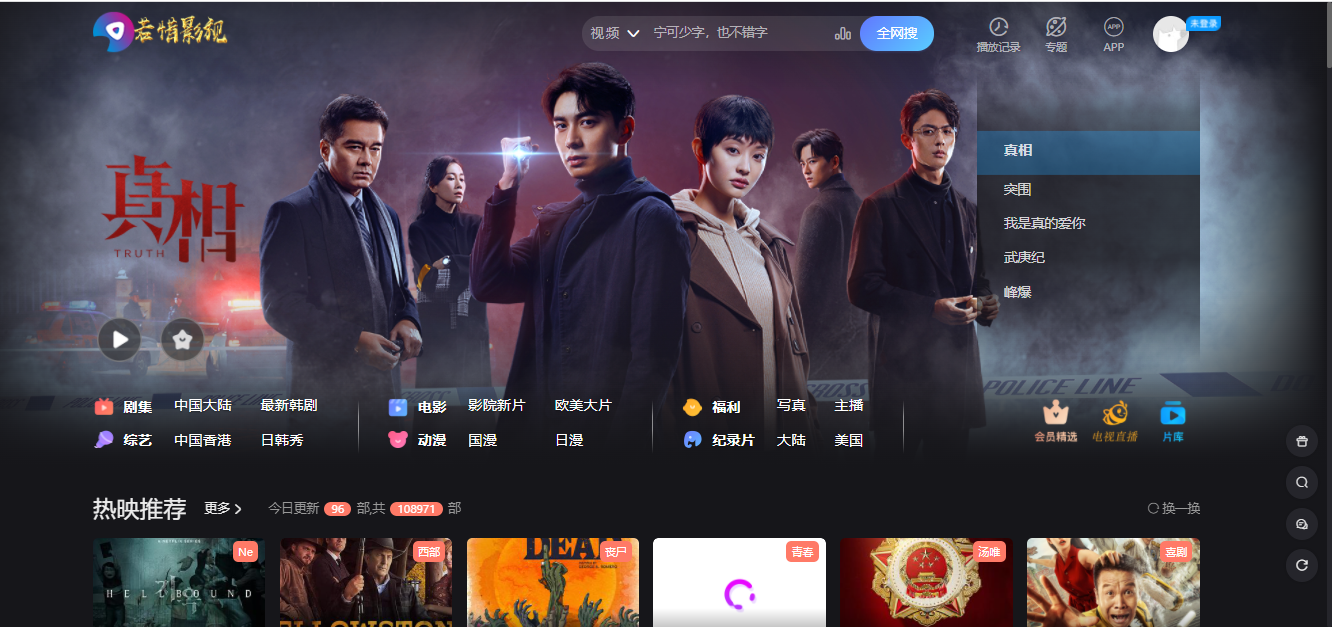 若惜影视
视频
宁可少字，也不错字
全网搜
播放记录
专题
APP
APP
未登录
真相
TRUTH
真相
突围
我是真的爱你
武庚纪
峰爆
POLICE LINE
CROSS
剧集 中国大陆 最新韩剧
电影 影院新片 欧美大片
福利 写真 主播
综艺 中国香港 日韩秀
动漫 国漫 日漫
纪录片 大陆 美国
会员精选
电视直播
片库
热映推荐 更多
今日更新 96 部,共 108971 部
换一换
Ne
HELLBOUND
西部
丧尸
DEAD
青春
汤唯
喜剧